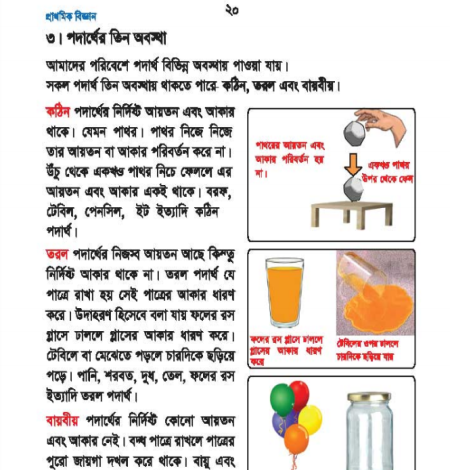 প্রাথমিক বিজ্ঞান
২০
৩। পদার্থের তিন অবস্থা
আমাদের পরিবেশে পদার্থ বিভিন্ন অবস্থায় পাওয়া যায়।
সকল পদার্থ তিন অবস্থায় থাকতে পারে- কঠিন, তরল এবং বায়বীয়।
কঠিন পদার্থের নির্দিষ্ট আয়তন এবং আকার
থাকে। যেমন পাথর। পাথর নিজে নিজে
তার আয়তন বা আকার পরিবর্তন করে না।
উঁচু থেকে একখণ্ড পাথর নিচে ফেললে এর
আয়তন এবং আকার একই থাকে। বরফ,
টেবিল, পেনসিল, ইট ইত্যাদি কঠিন
পদার্থ।
পাথরের আয়তন এবং
আকার পরিবর্তন হয়
না।
একখণ্ড পাথর
উপর থেকে ফেল
তরল পদার্থের নিজস্ব আয়তন আছে কিন্তু
নির্দিষ্ট আকার থাকে না। তরল পদার্থ যে
পাত্রে রাখা হয় সেই পাত্রের আকার ধারণ
করে। উদাহরণ হিসেবে বলা যায় ফলের রস
গ্লাসে ঢাললে গ্লাসের আকার ধারণ করে।
টেবিলে বা মেঝেতে পড়লে চারদিকে ছড়িয়ে
পড়ে। পানি, শরবত, দুধ, তেল, ফলের রস
ইত্যাদি তরল পদার্থ।
ফলের রস গ্লাসে ঢাললে
গ্লাসের আকার ধারণ
করে
টেবিলের ওপর ঢাললে
চারদিকে ছড়িয়ে যায়
বায়বীয় পদার্থের নির্দিষ্ট কোনো আয়তন
এবং আকার নেই। বদ্ধ পাত্রে রাখলে পাত্রের
পুরো জায়গা দখল করে থাকে। বায়ু এবং